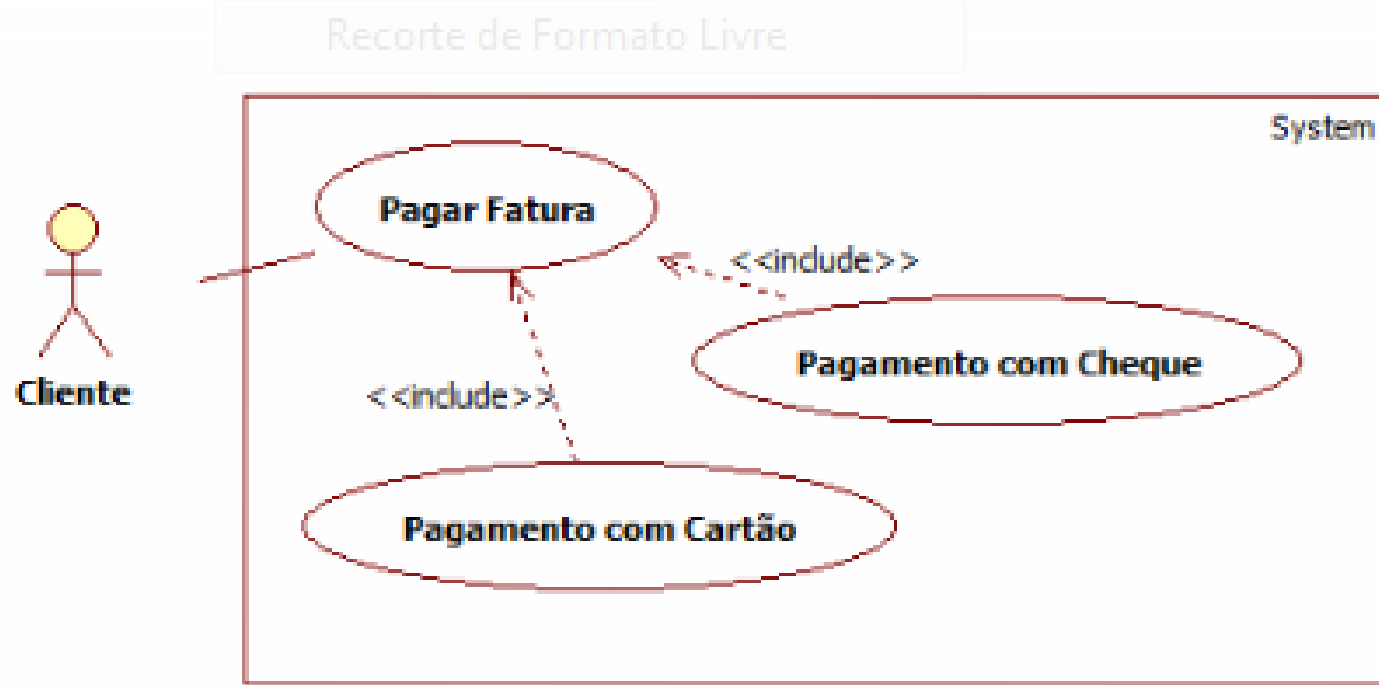 Recorte de Formato Livre
System
Pagar Fatura
<<include>>
Pagamento com Cheque
Cliente
<<include>>
Pagamento com Cartão